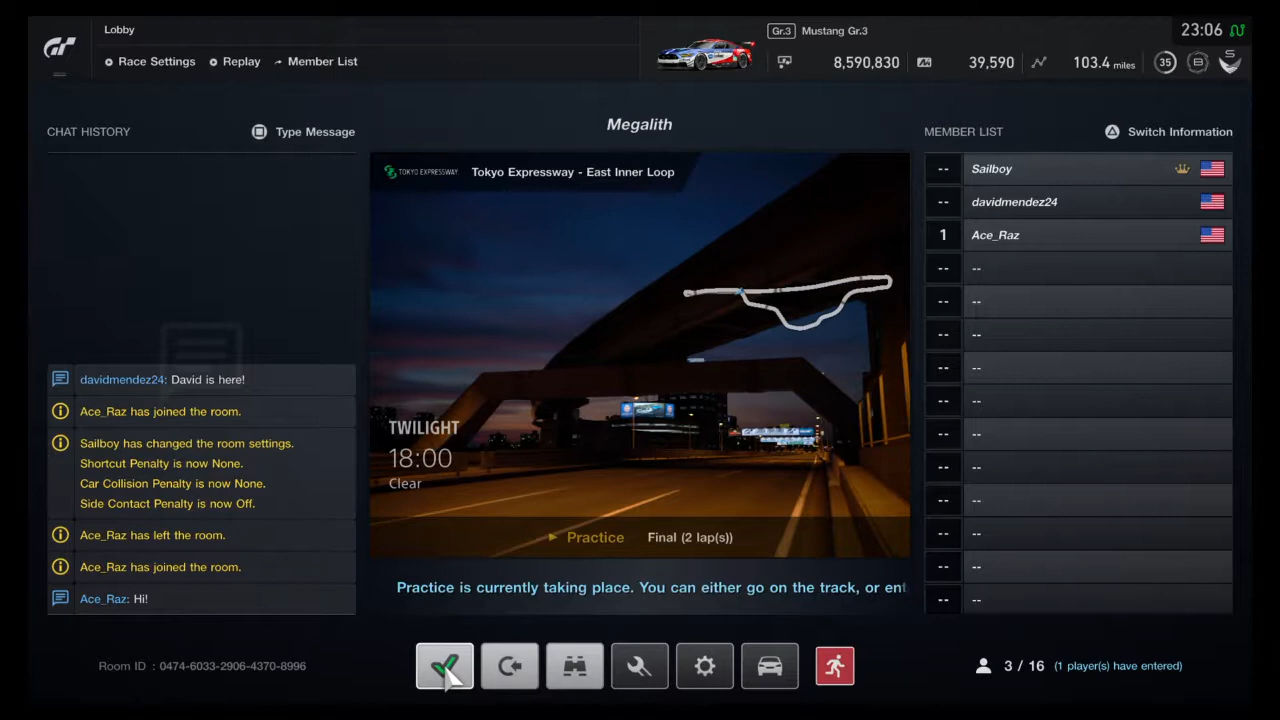 GT
Lobby
Race Settings Replay Member List
Gr.3 Mustang Gr.3
8,590,830 39,590 103.4 miles 35 B S
23:06
CHAT HISTORY Type Message
Megalith
MEMBER LIST Switch Information
TOKYO EXPRESSWAY Tokyo Expressway - East Inner Loop
-- Sailboy
-- davidmendez24
1 Ace_Raz
-- --
-- --
-- --
-- --
-- --
-- --
-- --
-- --
-- --
-- --
-- --
davidmendez24: David is here!
Ace_Raz has joined the room.
Sailboy has changed the room settings.
Shortcut Penalty is now None.
Car Collision Penalty is now None.
Side Contact Penalty is now Off.
Ace_Raz has left the room.
Ace_Raz has joined the room.
Ace_Raz: Hi!
TWILIGHT
18:00
Clear
Practice Final (2 lap(s))
Practice is currently taking place. You can either go on the track, or ent
Room ID : 0474-6033-2906-4370-8996
3 / 16 (1 player(s) have entered)